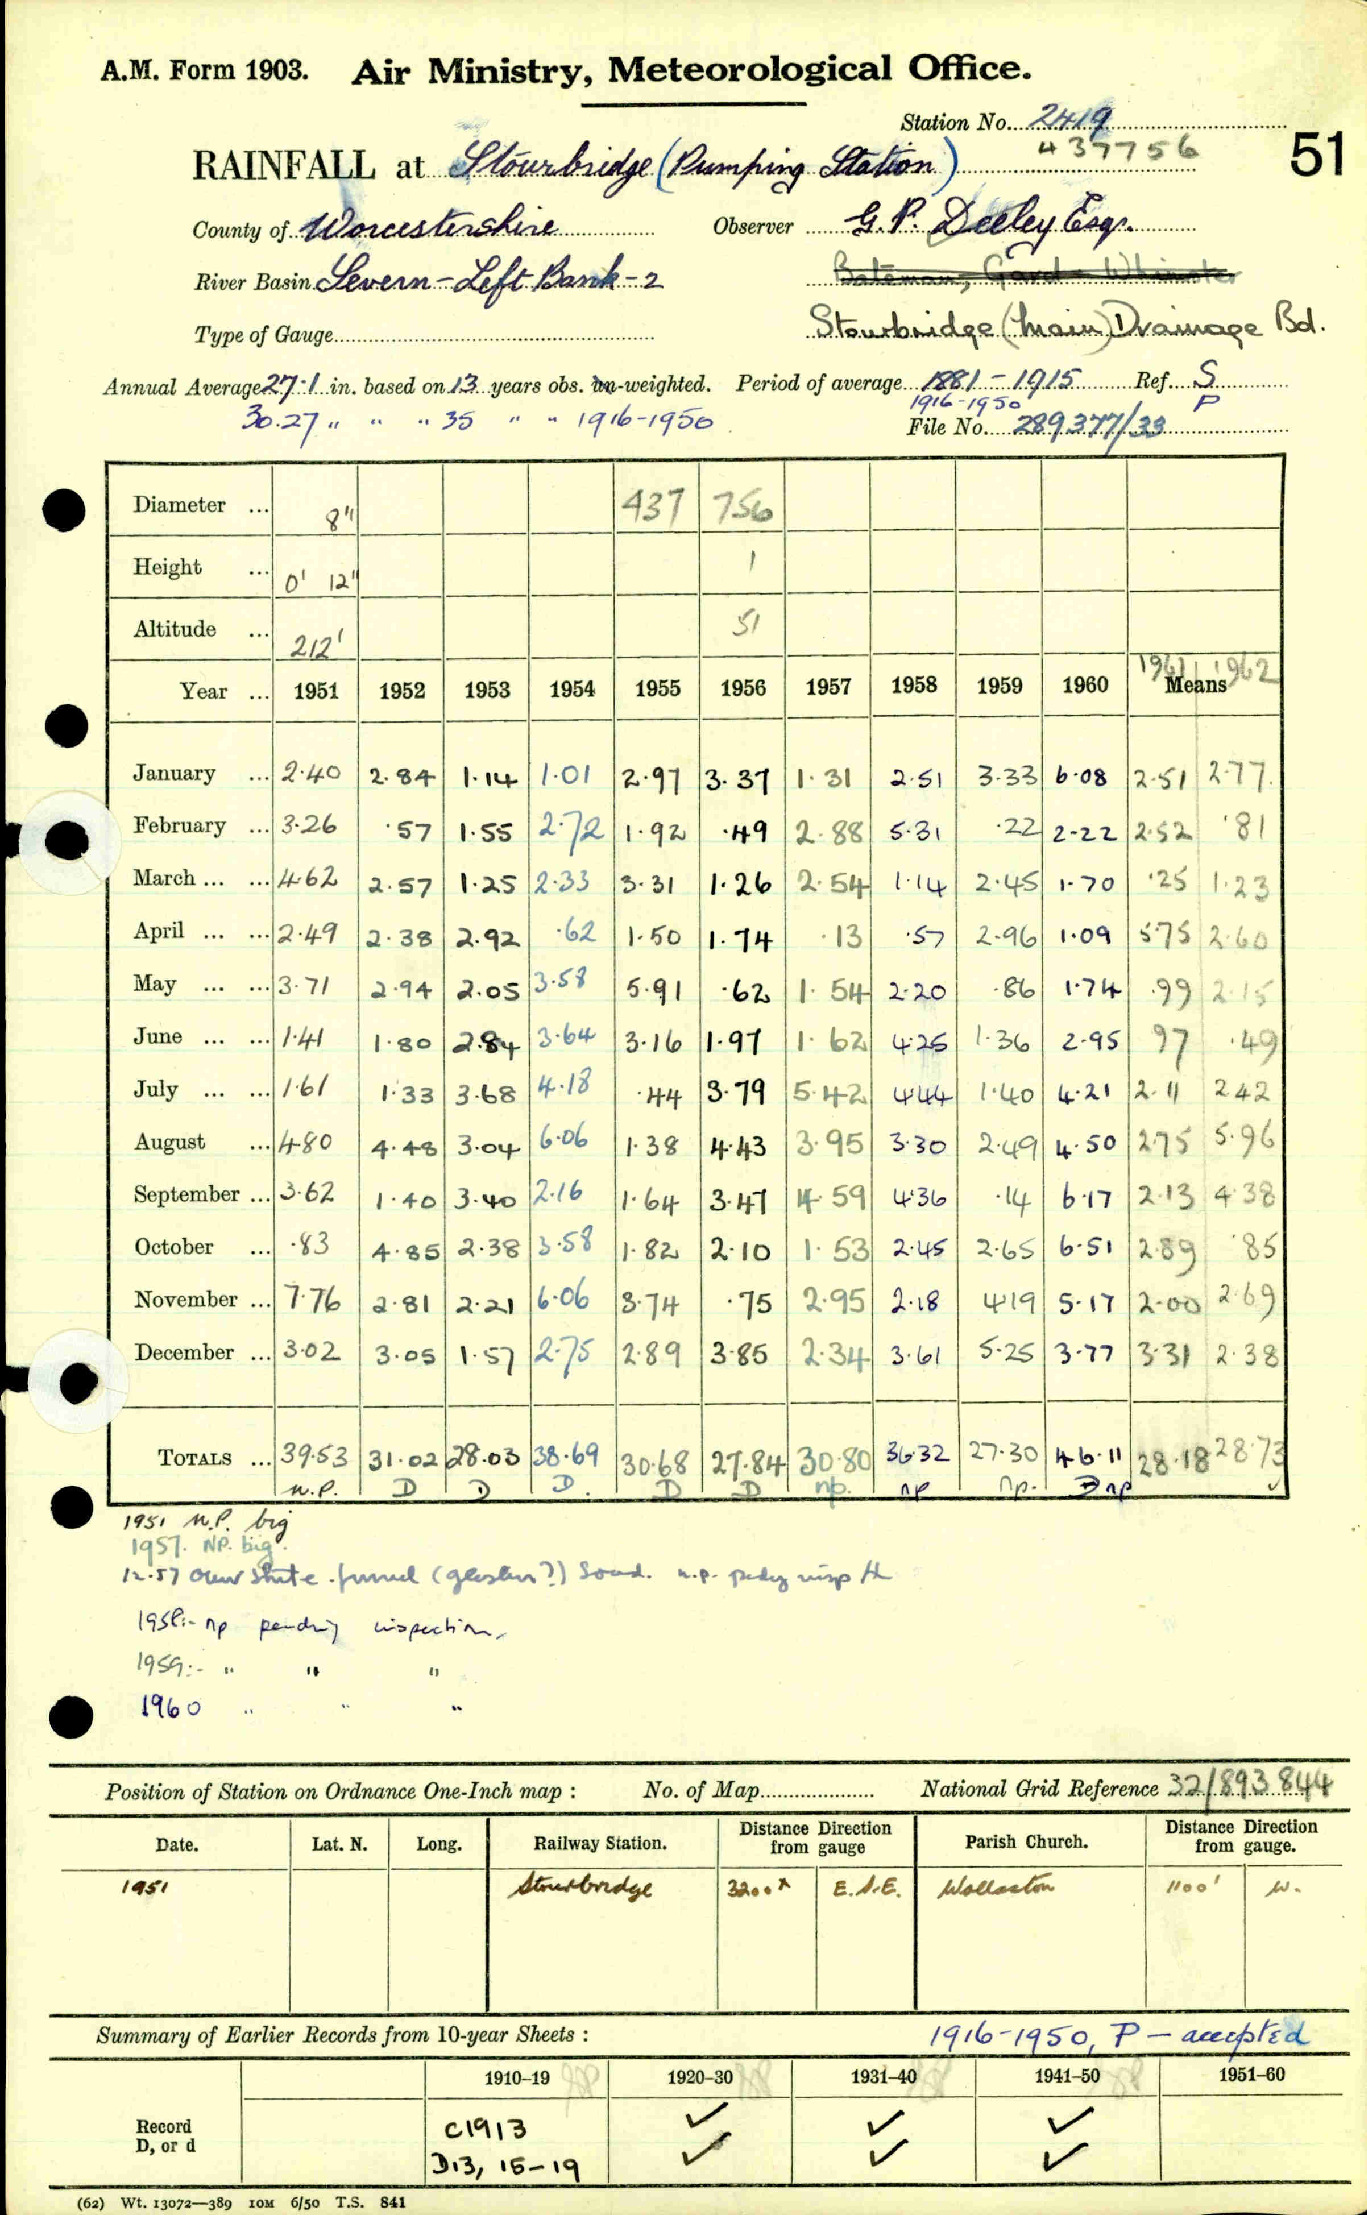 A.M. Form 1903. Air Ministry, Meteorological Office.
Station No. 2419
437756
51
RAINFALL at Stourbridge (Pumping Station)
County of Worcestershire Observer G. P. Deeley Esqr.
River Basin Severn - Left Bank - 2
Type of Gauge Stourbridge (Main) Drainage Bd.
Annual Average 27.1 in. based on 13 years obs. un-weighted. Period of average 1881 - 1915 Ref. S
30.27 " " " 35 " " 1916-1950 1916-1950 P
File No. 289377/33
Diameter ... 8" 437 756
Height ... 0' 12" 1
Altitude ... 212' 51
Year ... 1951 1952 1953 1954 1955 1956 1957 1958 1959 1960 Means 1961 1962
January ... 2.40 2.84 1.14 1.01 2.97 3.37 1.31 2.51 3.33 6.08 2.51 2.77
February ... 3.26 .57 1.55 2.72 1.92 .49 2.88 5.31 .22 2.22 2.52 .81
March ... ... 4.62 2.57 1.25 2.33 3.31 1.26 2.54 1.14 2.45 1.70 .25 1.23
April ... ... 2.49 2.38 2.92 .62 1.50 1.74 .13 .57 2.96 1.09 5.75 2.60
May ... ... 3.71 2.94 2.05 3.58 5.91 .62 1.54 2.20 .86 1.74 .99 2.15
June ... ... 1.41 1.80 2.84 3.64 3.16 1.97 1.62 4.25 1.36 2.95 97 .49
July ... ... 1.61 1.33 3.68 4.18 .44 3.79 5.42 4.44 1.40 4.21 2.11 2.42
August ... 4.80 4.48 3.04 6.06 1.38 4.43 3.95 3.30 2.49 4.50 2.75 5.96
September ... 3.62 1.40 3.40 2.16 1.64 3.47 4.59 4.36 .14 6.17 2.13 4.38
October ... .83 4.85 2.38 3.58 1.82 2.10 1.53 2.45 2.65 6.51 2.89 .85
November ... 7.76 2.81 2.21 6.06 3.74 .75 2.95 2.18 4.19 5.17 2.00 2.69
December ... 3.02 3.05 1.57 2.75 2.89 3.85 2.34 3.61 5.25 3.77 3.31 2.38
TOTALS ... 39.53 31.02 28.03 38.69 30.68 27.84 30.80 36.32 27.30 46.11 28.18 28.73
n.p. D D D. D D np. np np. D np ✓
1951 N.P. big
1957. NP. big.
12.57 funnel
1958:- np pending inspection.
1959:- " " "
1960 " " "
Position of Station on Ordnance One-Inch map : No. of Map National Grid Reference 32/893 844
Date. Lat. N. Long. Railway Station. Distance Direction from gauge Parish Church. Distance Direction from gauge.
1951 Stourbridge 3200 E.S.E. Wollaston 1100' W.
Summary of Earlier Records from 10-year Sheets : 1916-1950, P - accepted
1910-19 1920-30 1931-40 1941-50 1951-60
Record C1913 ✓ ✓ ✓
D, or d D13, 15-19 ✓ ✓ ✓
(62) Wt. 13072—389 10M 6/50 T.S. 841